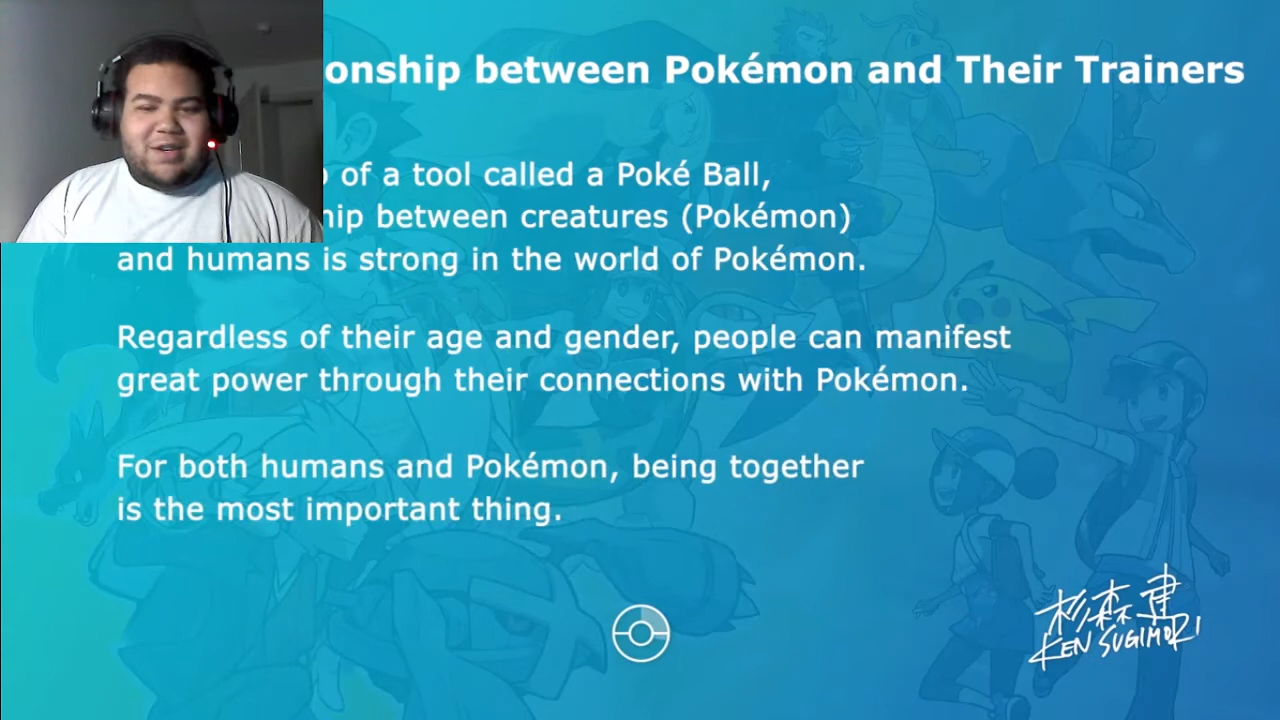 onship between Pokémon and Their Trainers
of a tool called a Poké Ball,
between creatures (Pokémon)
and humans is strong in the world of Pokémon.
Regardless of their age and gender, people can manifest
great power through their connections with Pokémon.
For both humans and Pokémon, being together
is the most important thing.
杉森建
KEN SUGIMORI